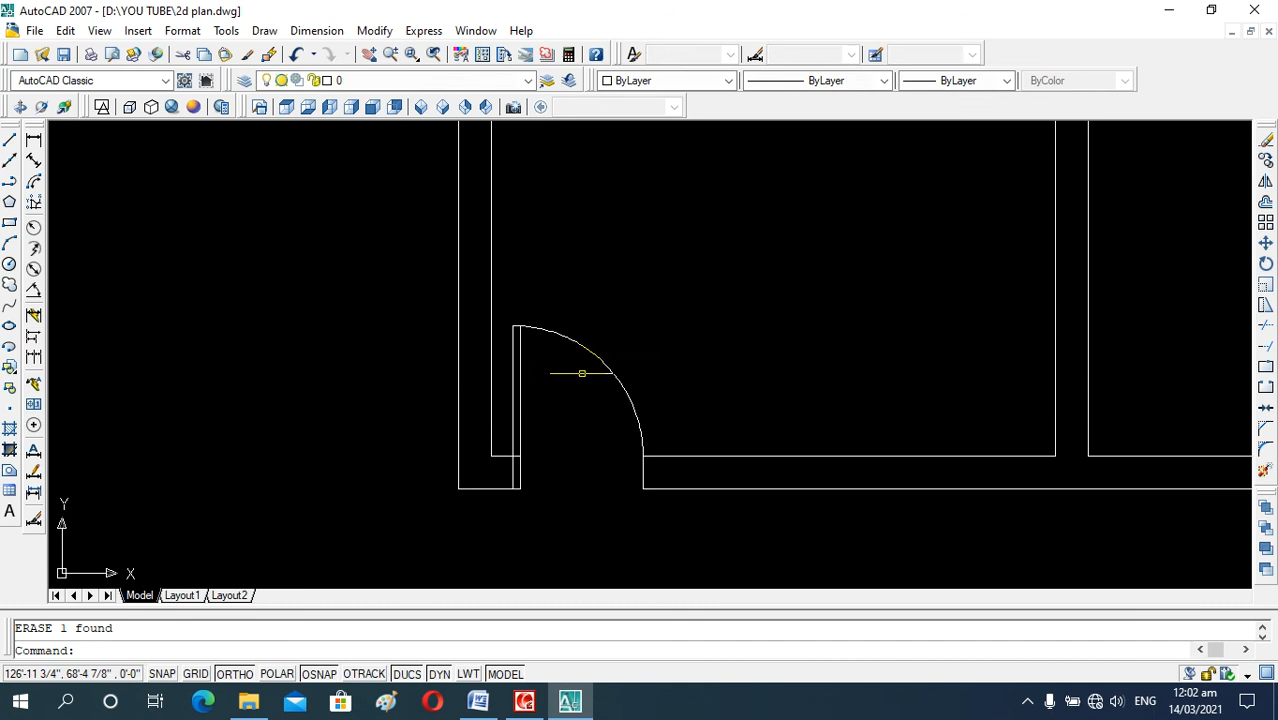 AutoCAD 2007 - [D:\YOU TUBE\2d plan.dwg]
File Edit View Insert Format Tools Draw Dimension Modify Express Window Help
AutoCAD Classic 0 ByLayer ByLayer ByLayer ByColor
A
Y
X
Model Layout1 Layout2
ERASE 1 found
Command:
126'-11 3/4", 68'-4 7/8" , 0'-0" SNAP GRID ORTHO POLAR OSNAP OTRACK DUCS DYN LWT MODEL
ENG
12:02 am
14/03/2021